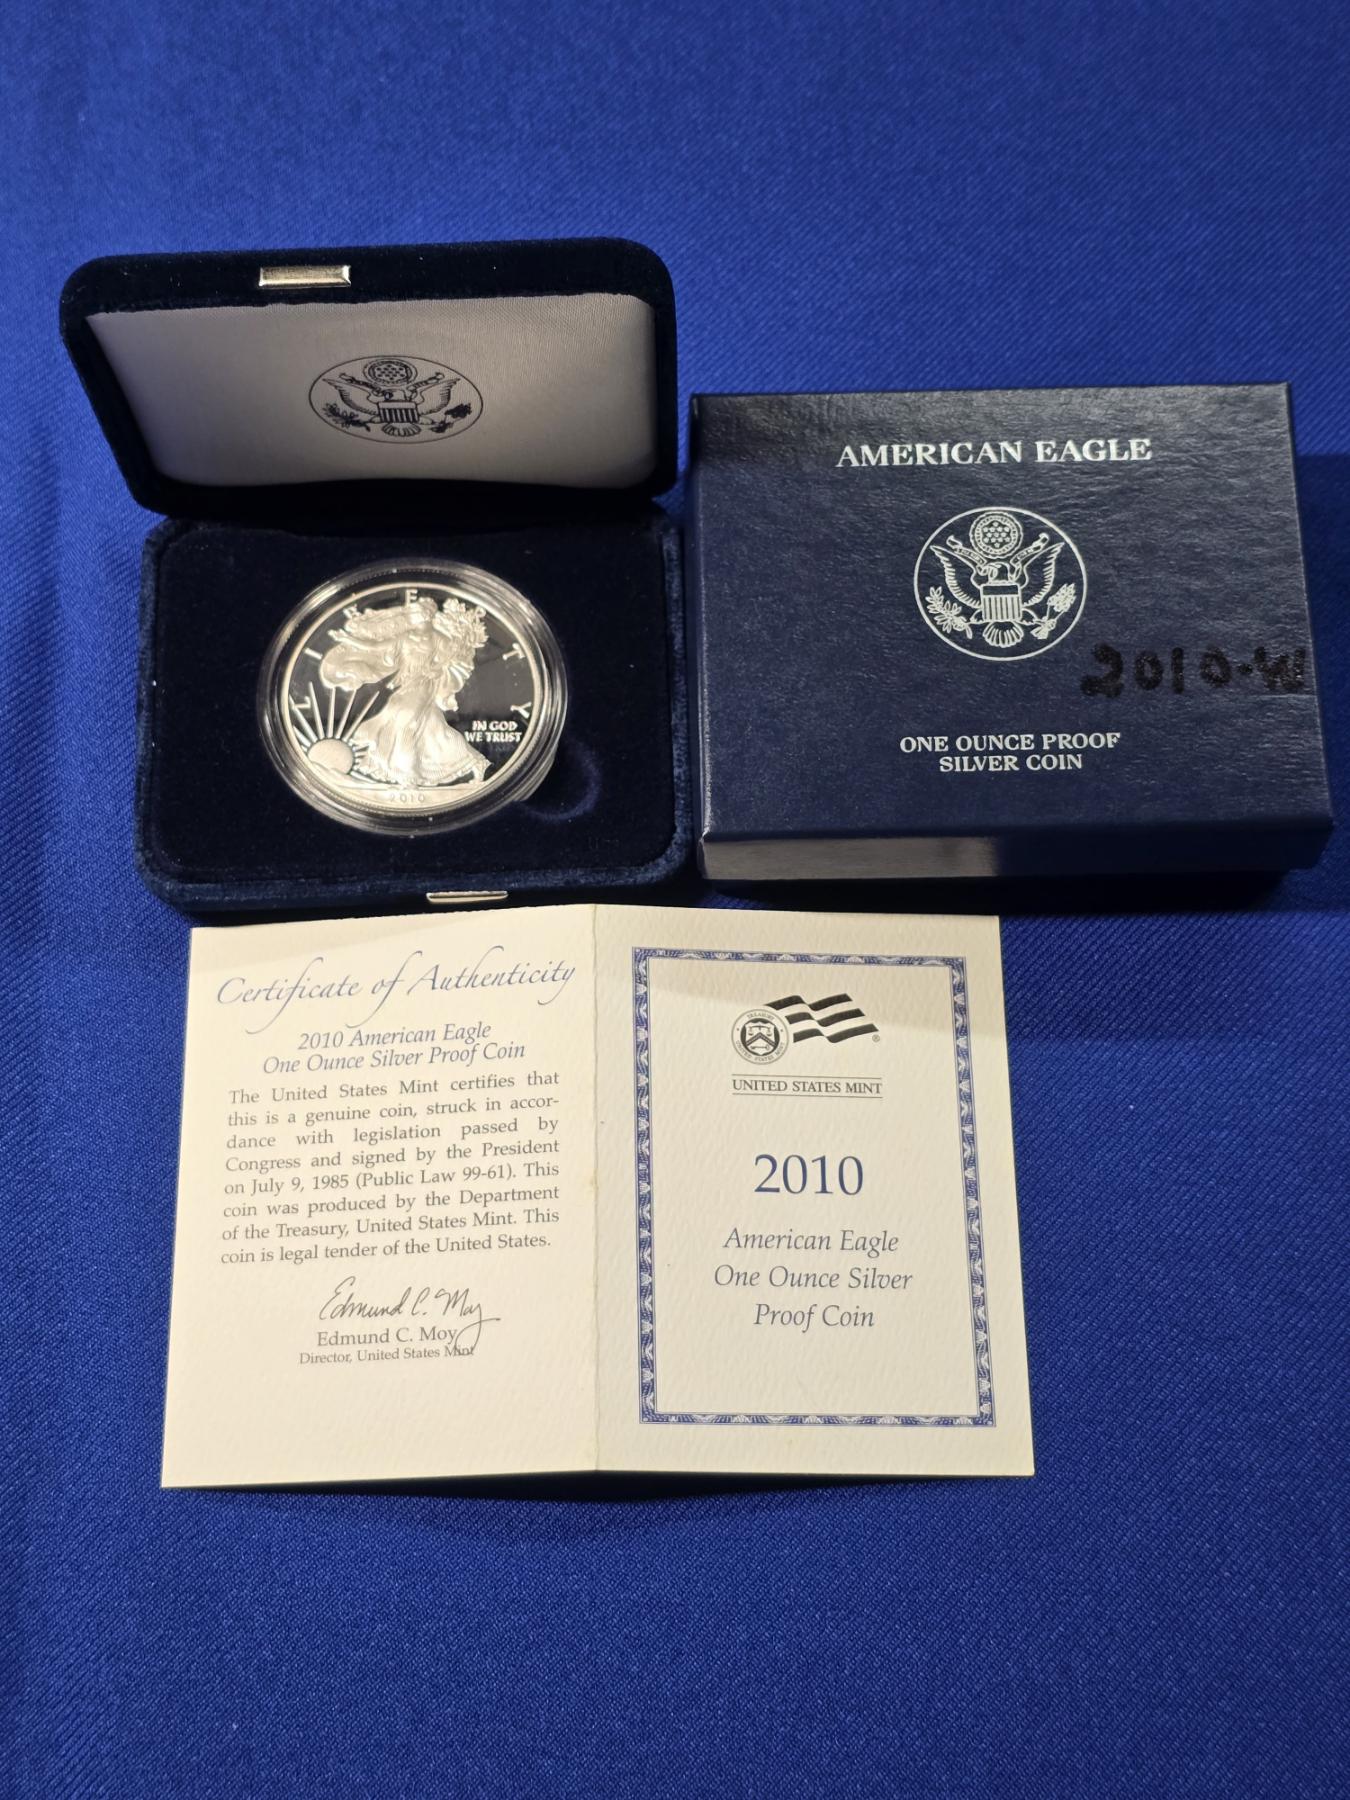 LIBERTY
IN GOD
WE TRUST
2010
AMERICAN EAGLE
2010-W
ONE OUNCE PROOF
SILVER COIN
Certificate of Authenticity
2010 American Eagle
One Ounce Silver Proof Coin
The United States Mint certifies that
this is a genuine coin, struck in accor-
dance with legislation passed by
Congress and signed by the President
on July 9, 1985 (Public Law 99-61). This
coin was produced by the Department
of the Treasury, United States Mint. This
coin is legal tender of the United States.
Edmund C. Moy
Edmund C. Moy
Director, United States Mint
UNITED STATES MINT
2010
American Eagle
One Ounce Silver
Proof Coin